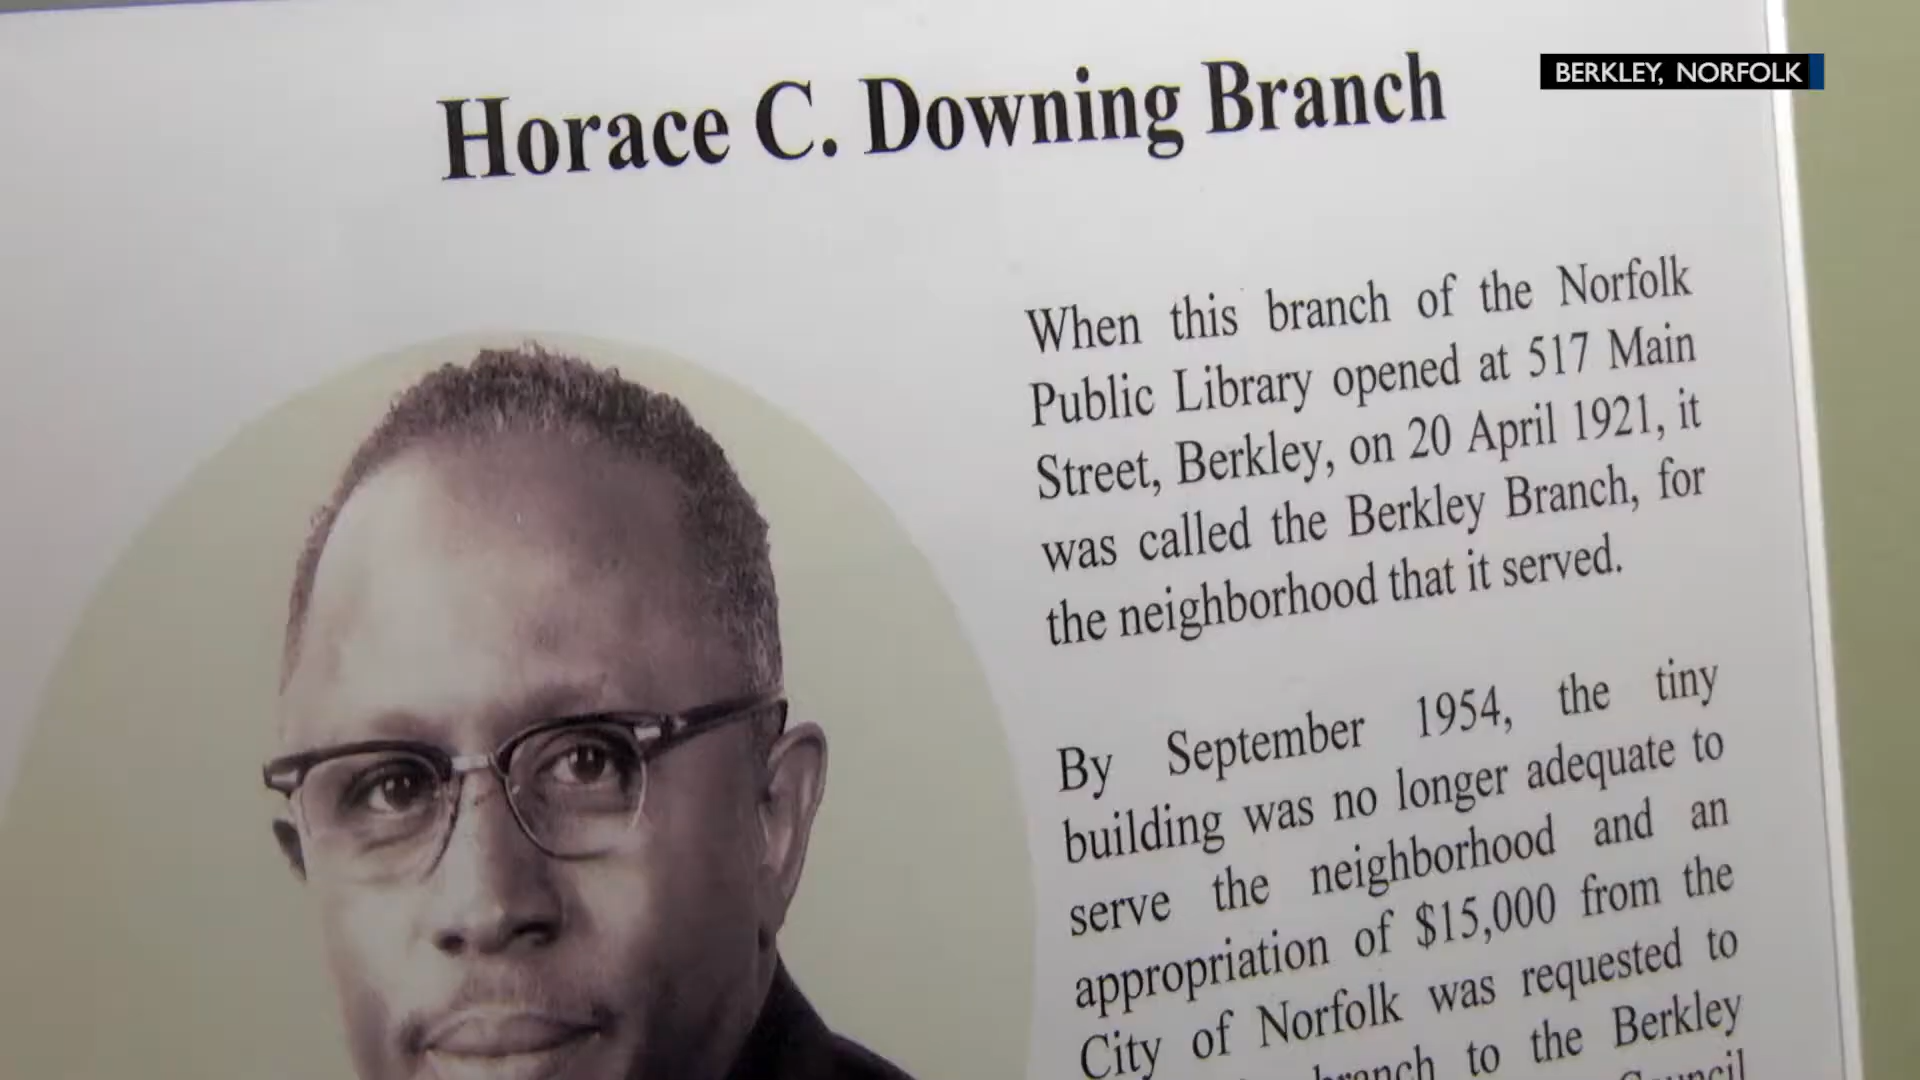 BERKLEY, NORFOLK
Horace C. Downing Branch
When this branch of the Norfolk
Public Library opened at 517 Main
Street, Berkley, on 20 April 1921, it
was called the Berkley Branch, for
the neighborhood that it served.
By September 1954, the tiny
building was no longer adequate to
serve the neighborhood and an
appropriation of $15,000 from the
City of Norfolk was requested to
branch to the Berkley
Council